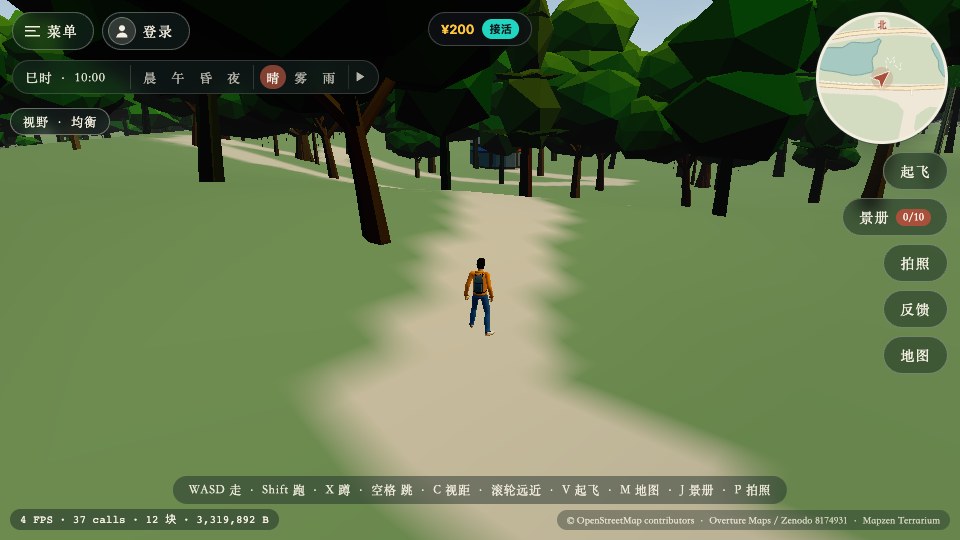 菜单
登录
¥200 接活
北
巳时 · 10:00 晨 午 昏 夜 晴 雾 雨
视野 · 均衡
起飞
景册 0/10
拍照
反馈
地图
WASD 走 · Shift 跑 · X 蹲 · 空格 跳 · C 视距 · 滚轮远近 · V 起飞 · M 地图 · J 景册 · P 拍照
4 FPS · 37 calls · 12 块 · 3,319,892 B
© OpenStreetMap contributors · Overture Maps / Zenodo 8174931 · Mapzen Terrarium